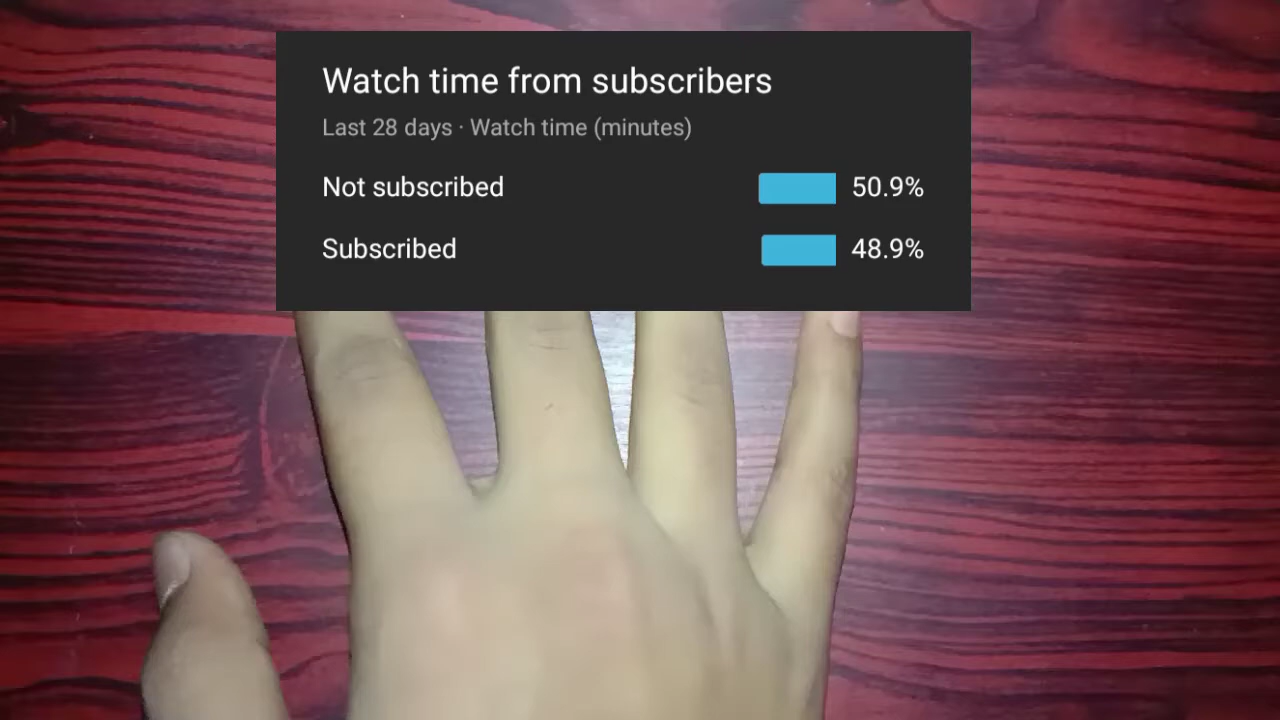 Watch time from subscribers
Last 28 days · Watch time (minutes)
Not subscribed 50.9%
Subscribed 48.9%